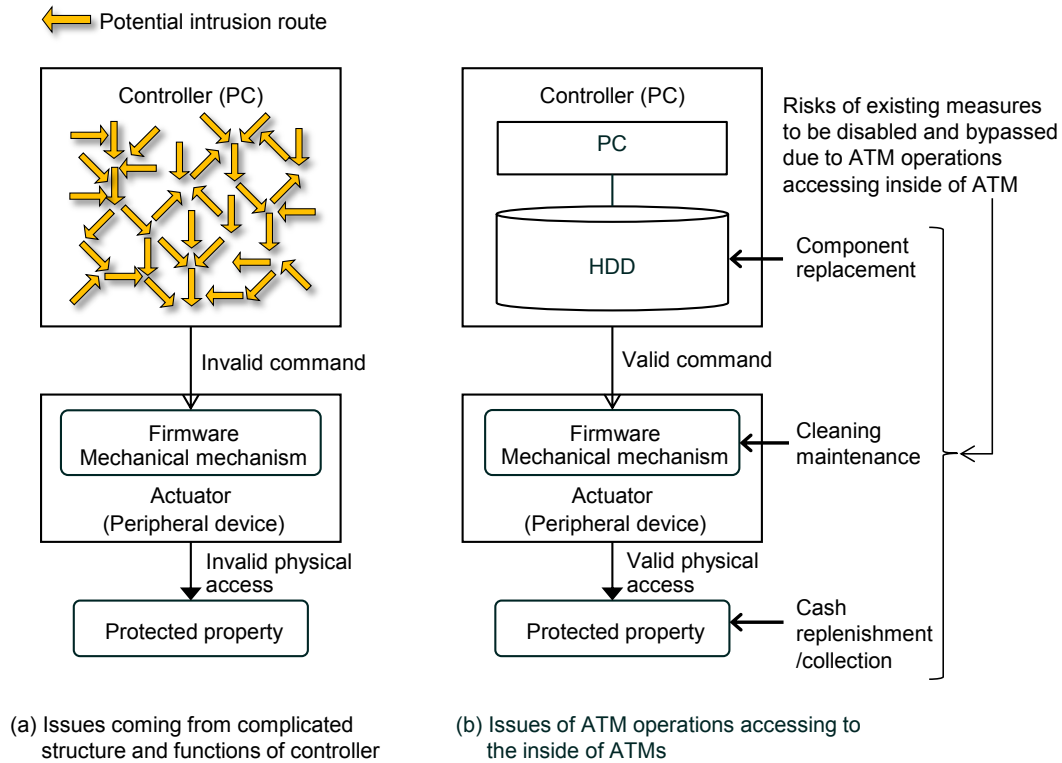 Potential intrusion route
Controller (PC)
Invalid command
Firmware
Mechanical mechanism
Actuator
(Peripheral device)
Invalid physical
access
Protected property
(a) Issues coming from complicated
structure and functions of controller
Controller (PC)
PC
HDD
Valid command
Firmware
Mechanical mechanism
Actuator
(Peripheral device)
Valid physical
access
Protected property
Risks of existing measures
to be disabled and bypassed
due to ATM operations
accessing inside of ATM
Component
replacement
Cleaning
maintenance
Cash
replenishment
/collection
(b) Issues of ATM operations accessing to
the inside of ATMs